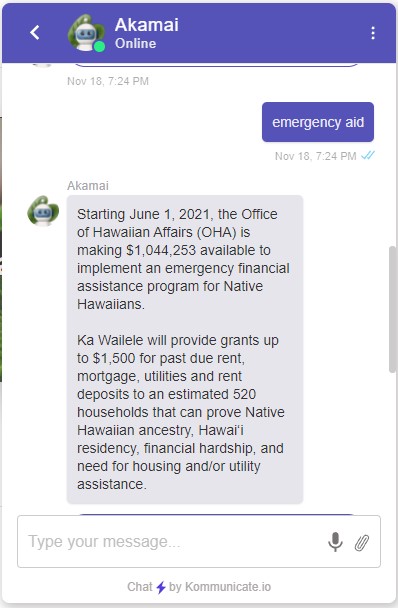 Akamai
Online
Nov 18, 7:24 PM
emergency aid
Nov 18, 7:24 PM
Akamai
Starting June 1, 2021, the Office
of Hawaiian Affairs (OHA) is
making $1,044,253 available to
implement an emergency financial
assistance program for Native
Hawaiians.
Ka Wailele will provide grants up
to $1,500 for past due rent,
mortgage, utilities and rent
deposits to an estimated 520
households that can prove Native
Hawaiian ancestry, Hawaiʻi
residency, financial hardship, and
need for housing and/or utility
assistance.
Type your message...
Chat by Kommunicate.io